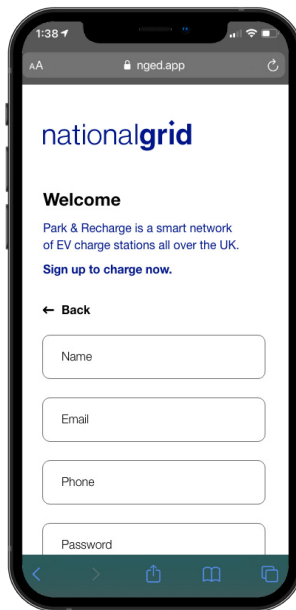 1:38
AA nged.app
nationalgrid
Welcome
Park & Recharge is a smart network
of EV charge stations all over the UK.
Sign up to charge now.
← Back
Name
Email
Phone
Password